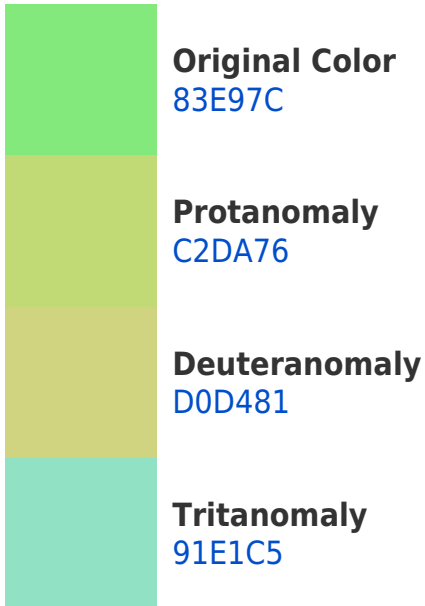 Original Color
83E97C
Protanomaly
C2DA76
Deuteranomaly
D0D481
Tritanomaly
91E1C5